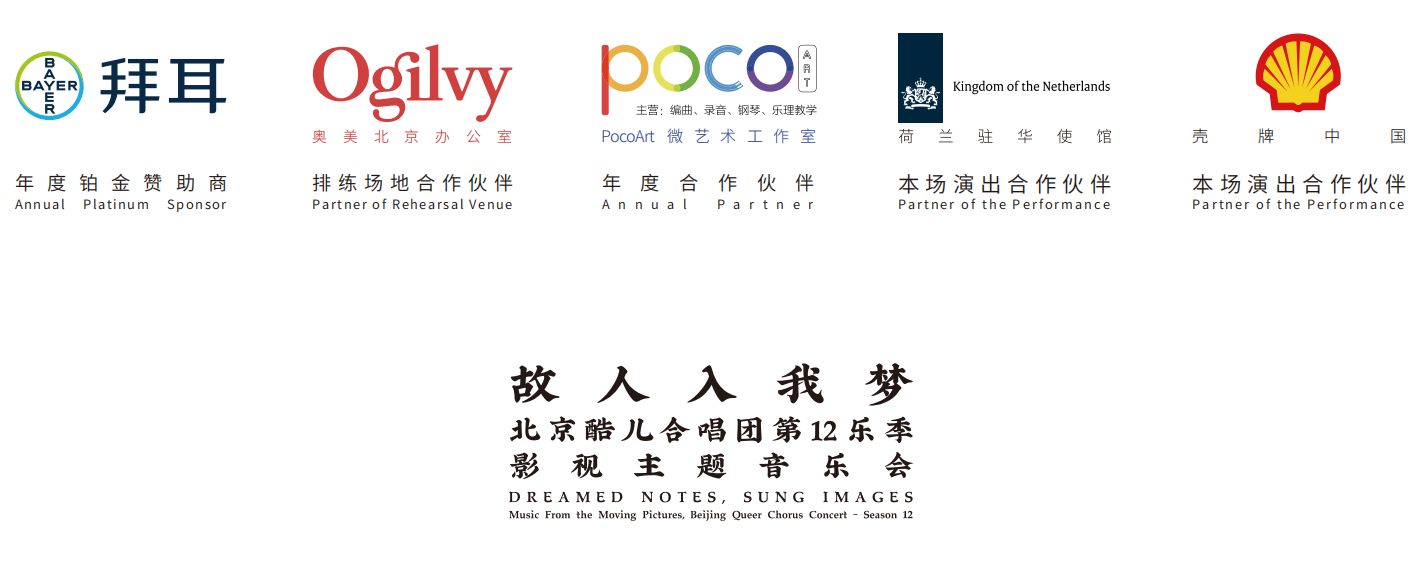 BAYER
BAYER
拜耳
年度铂金赞助商
Annual Platinum Sponsor
Ogilvy
奥美北京办公室
排练场地合作伙伴
Partner of Rehearsal Venue
poco
ART
主营：编曲、录音、钢琴、乐理教学
PocoArt 微艺术工作室
年度合作伙伴
Annual Partner
Kingdom of the Netherlands
荷兰驻华使馆
本场演出合作伙伴
Partner of the Performance
壳牌中国
本场演出合作伙伴
Partner of the Performance
故人入我梦
北京酷儿合唱团第12乐季
影视主题音乐会
DREAMED NOTES, SUNG IMAGES
Music From the Moving Pictures, Beijing Queer Chorus Concert - Season 12